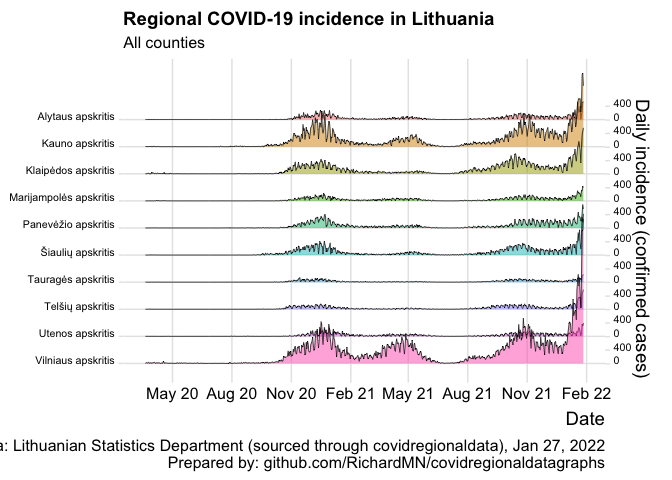 Regional COVID-19 incidence in Lithuania
All counties
Alytaus apskritis
Kauno apskritis
Klaipėdos apskritis
Marijampolės apskritis
Panevėžio apskritis
Šiaulių apskritis
Tauragės apskritis
Telšių apskritis
Utenos apskritis
Vilniaus apskritis
400
0
400
0
400
0
400
0
400
0
400
0
400
0
400
0
400
0
400
0
Daily incidence (confirmed cases)
May 20 Aug 20 Nov 20 Feb 21 May 21 Aug 21 Nov 21 Feb 22
Date
a: Lithuanian Statistics Department (sourced through covidregionaldata), Jan 27, 2022
Prepared by: github.com/RichardMN/covidregionaldatagraphs